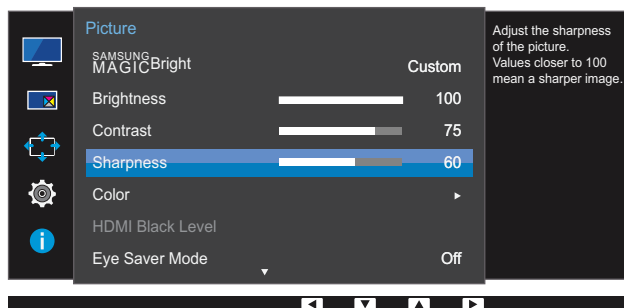 Picture
SAMSUNG
MAGICBright Custom
Brightness 100
Contrast 75
Sharpness 60
Color
HDMI Black Level
Eye Saver Mode Off
Adjust the sharpness
of the picture.
Values closer to 100
mean a sharper image.